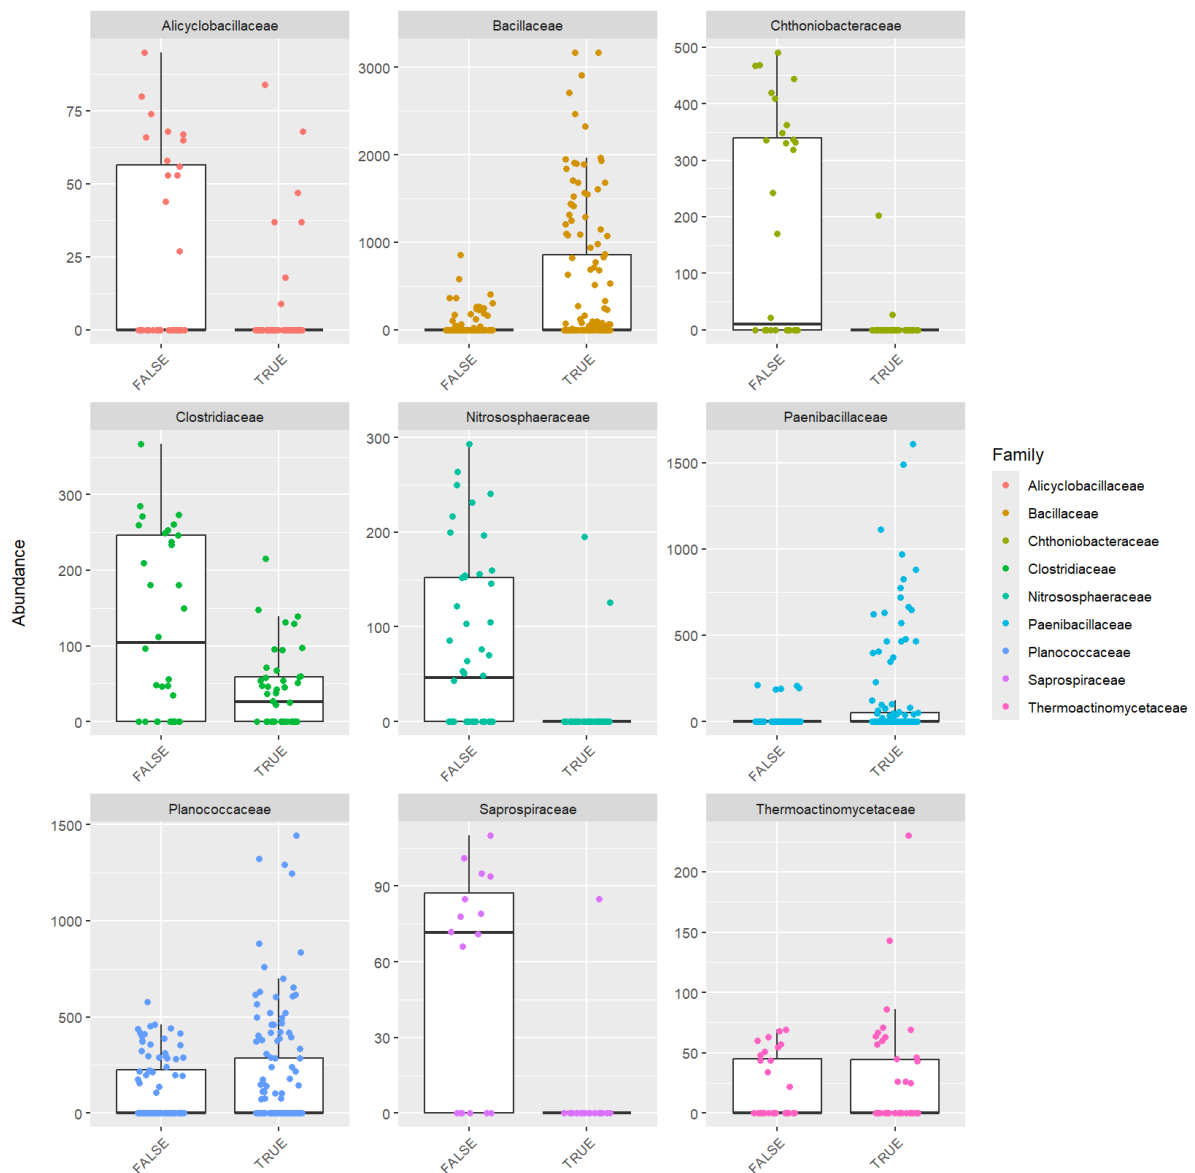 Alicyclobacillaceae
Bacillaceae
Chthoniobacteraceae
75
50
25
0
3000
2000
1000
0
500
400
300
200
100
0
FALSE
TRUE
FALSE
TRUE
FALSE
TRUE
Clostridiaceae
Nitrososphaeraceae
Paenibacillaceae
300
200
100
0
300
200
100
0
1500
1000
500
0
FALSE
TRUE
FALSE
TRUE
FALSE
TRUE
Planococcaceae
Saprospiraceae
Thermoactinomycetaceae
1500
1000
500
0
90
60
30
0
200
150
100
50
0
FALSE
TRUE
FALSE
TRUE
FALSE
TRUE
Abundance
Family
Alicyclobacillaceae
Bacillaceae
Chthoniobacteraceae
Clostridiaceae
Nitrososphaeraceae
Paenibacillaceae
Planococcaceae
Saprospiraceae
Thermoactinomycetaceae